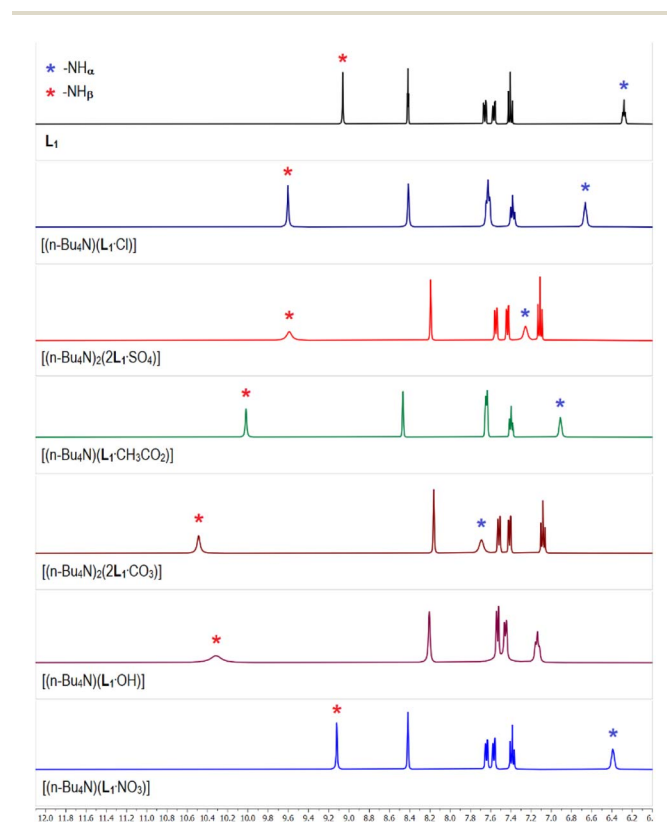 * -NHα
* -NHβ
L1
[(n-Bu4N)(L1·Cl)]
[(n-Bu4N)2(2L1·SO4)]
[(n-Bu4N)(L1·CH3CO2)]
[(n-Bu4N)2(2L1·CO3)]
[(n-Bu4N)(L1·OH)]
[(n-Bu4N)(L1·NO3)]
12.0 11.8 11.6 11.4 11.2 11.0 10.8 10.6 10.4 10.2 10.0 9.8 9.6 9.4 9.2 9.0 8.8 8.6 8.4 8.2 8.0 7.8 7.6 7.4 7.2 7.0 6.8 6.6 6.4 6.2 6.